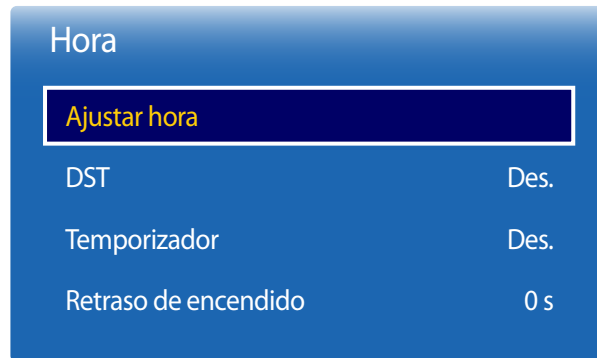 Hora
Ajustar hora
DST Des.
Temporizador Des.
Retraso de encendido 0 s